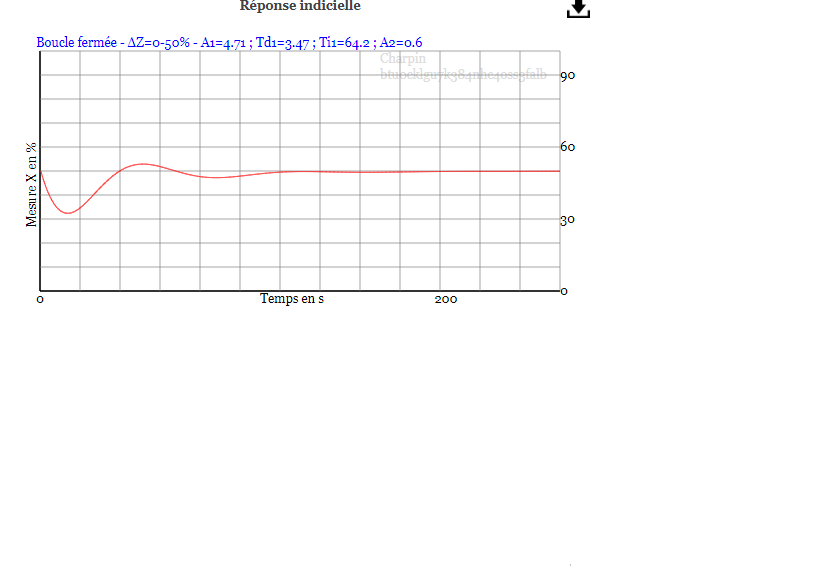 Réponse indicielle
Boucle fermée - ΔZ=0-50% - A1=4.71 ; Td1=3.47 ; Ti1=64.2 ; A2=0.6
Charpin
90
60
Mesure X en %
30
0
0 Temps en s 200